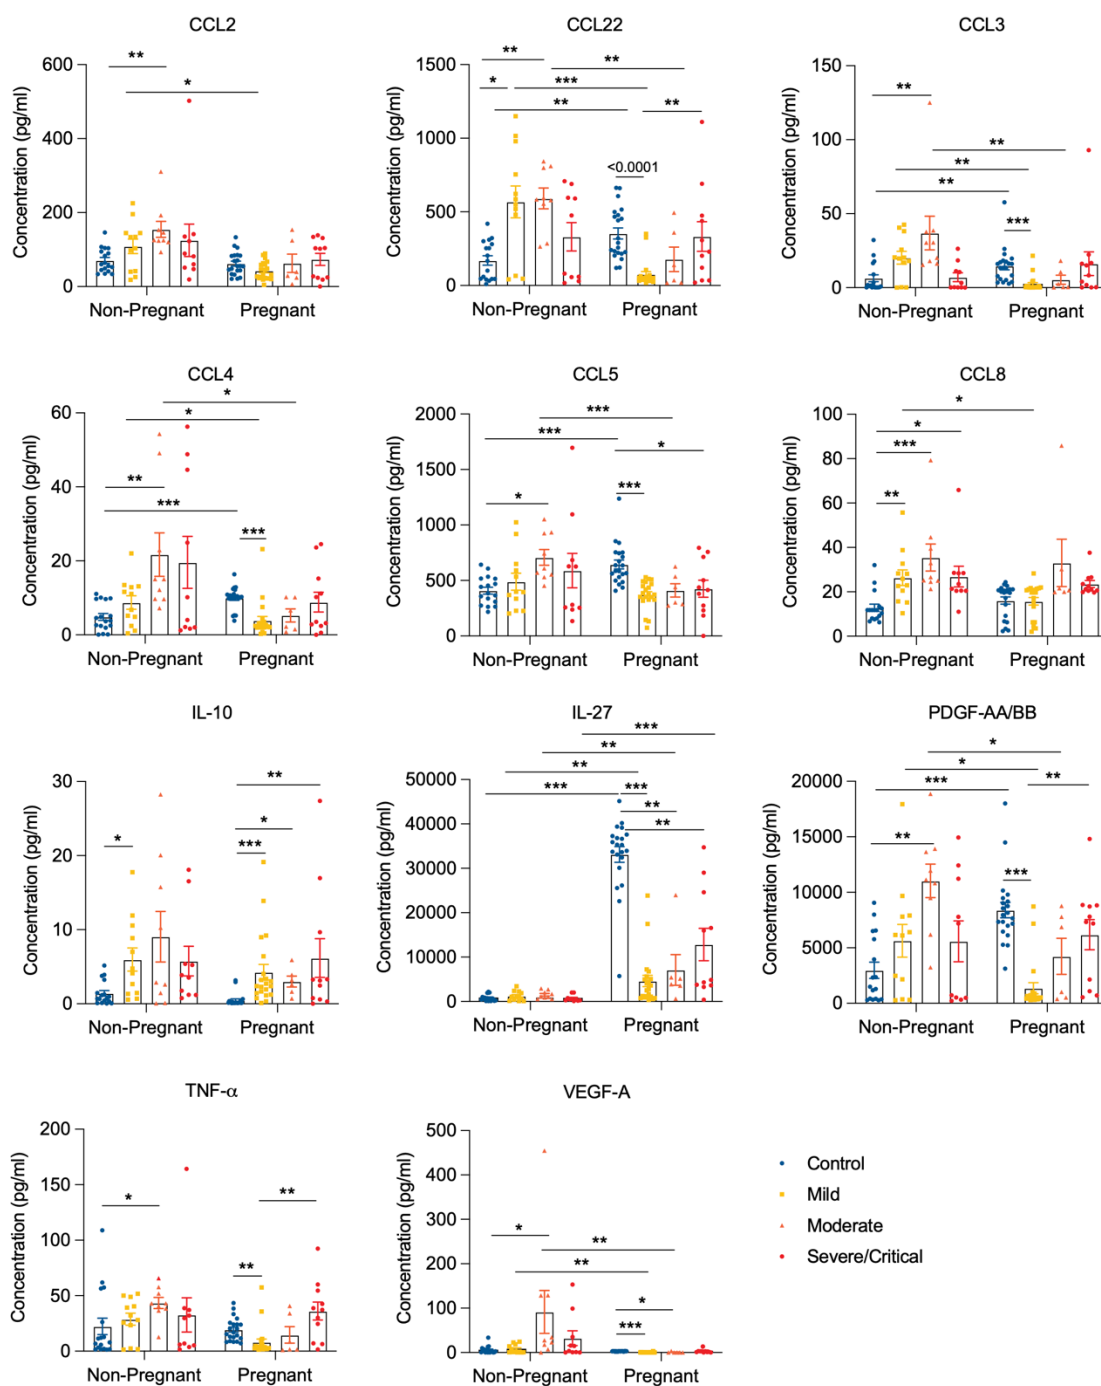 CCL2
Concentration (pg/ml)
600
400
200
0
**
*
Non-Pregnant Pregnant
CCL22
Concentration (pg/ml)
1500
1000
500
0
** **
* ***
** **
<0.0001
Non-Pregnant Pregnant
CCL3
Concentration (pg/ml)
150
100
50
0
**
**
**
**
***
Non-Pregnant Pregnant
CCL4
Concentration (pg/ml)
60
40
20
0
*
*
**
***
***
Non-Pregnant Pregnant
CCL5
Concentration (pg/ml)
2000
1500
1000
500
0
***
***
*
***
*
Non-Pregnant Pregnant
CCL8
Concentration (pg/ml)
100
80
60
40
20
0
*
*
***
**
Non-Pregnant Pregnant
IL-10
Concentration (pg/ml)
30
20
10
0
**
*
* ***
Non-Pregnant Pregnant
IL-27
Concentration (pg/ml)
50000
40000
30000
20000
10000
0
***
**
**
*** ***
**
**
Non-Pregnant Pregnant
PDGF-AA/BB
Concentration (pg/ml)
20000
15000
10000
5000
0
*
*
*** **
**
***
Non-Pregnant Pregnant
TNF-α
Concentration (pg/ml)
200
150
100
50
0
* **
**
Non-Pregnant Pregnant
VEGF-A
Concentration (pg/ml)
500
400
300
200
100
0
*
**
**
*
***
Non-Pregnant Pregnant
Control
Mild
Moderate
Severe/Critical